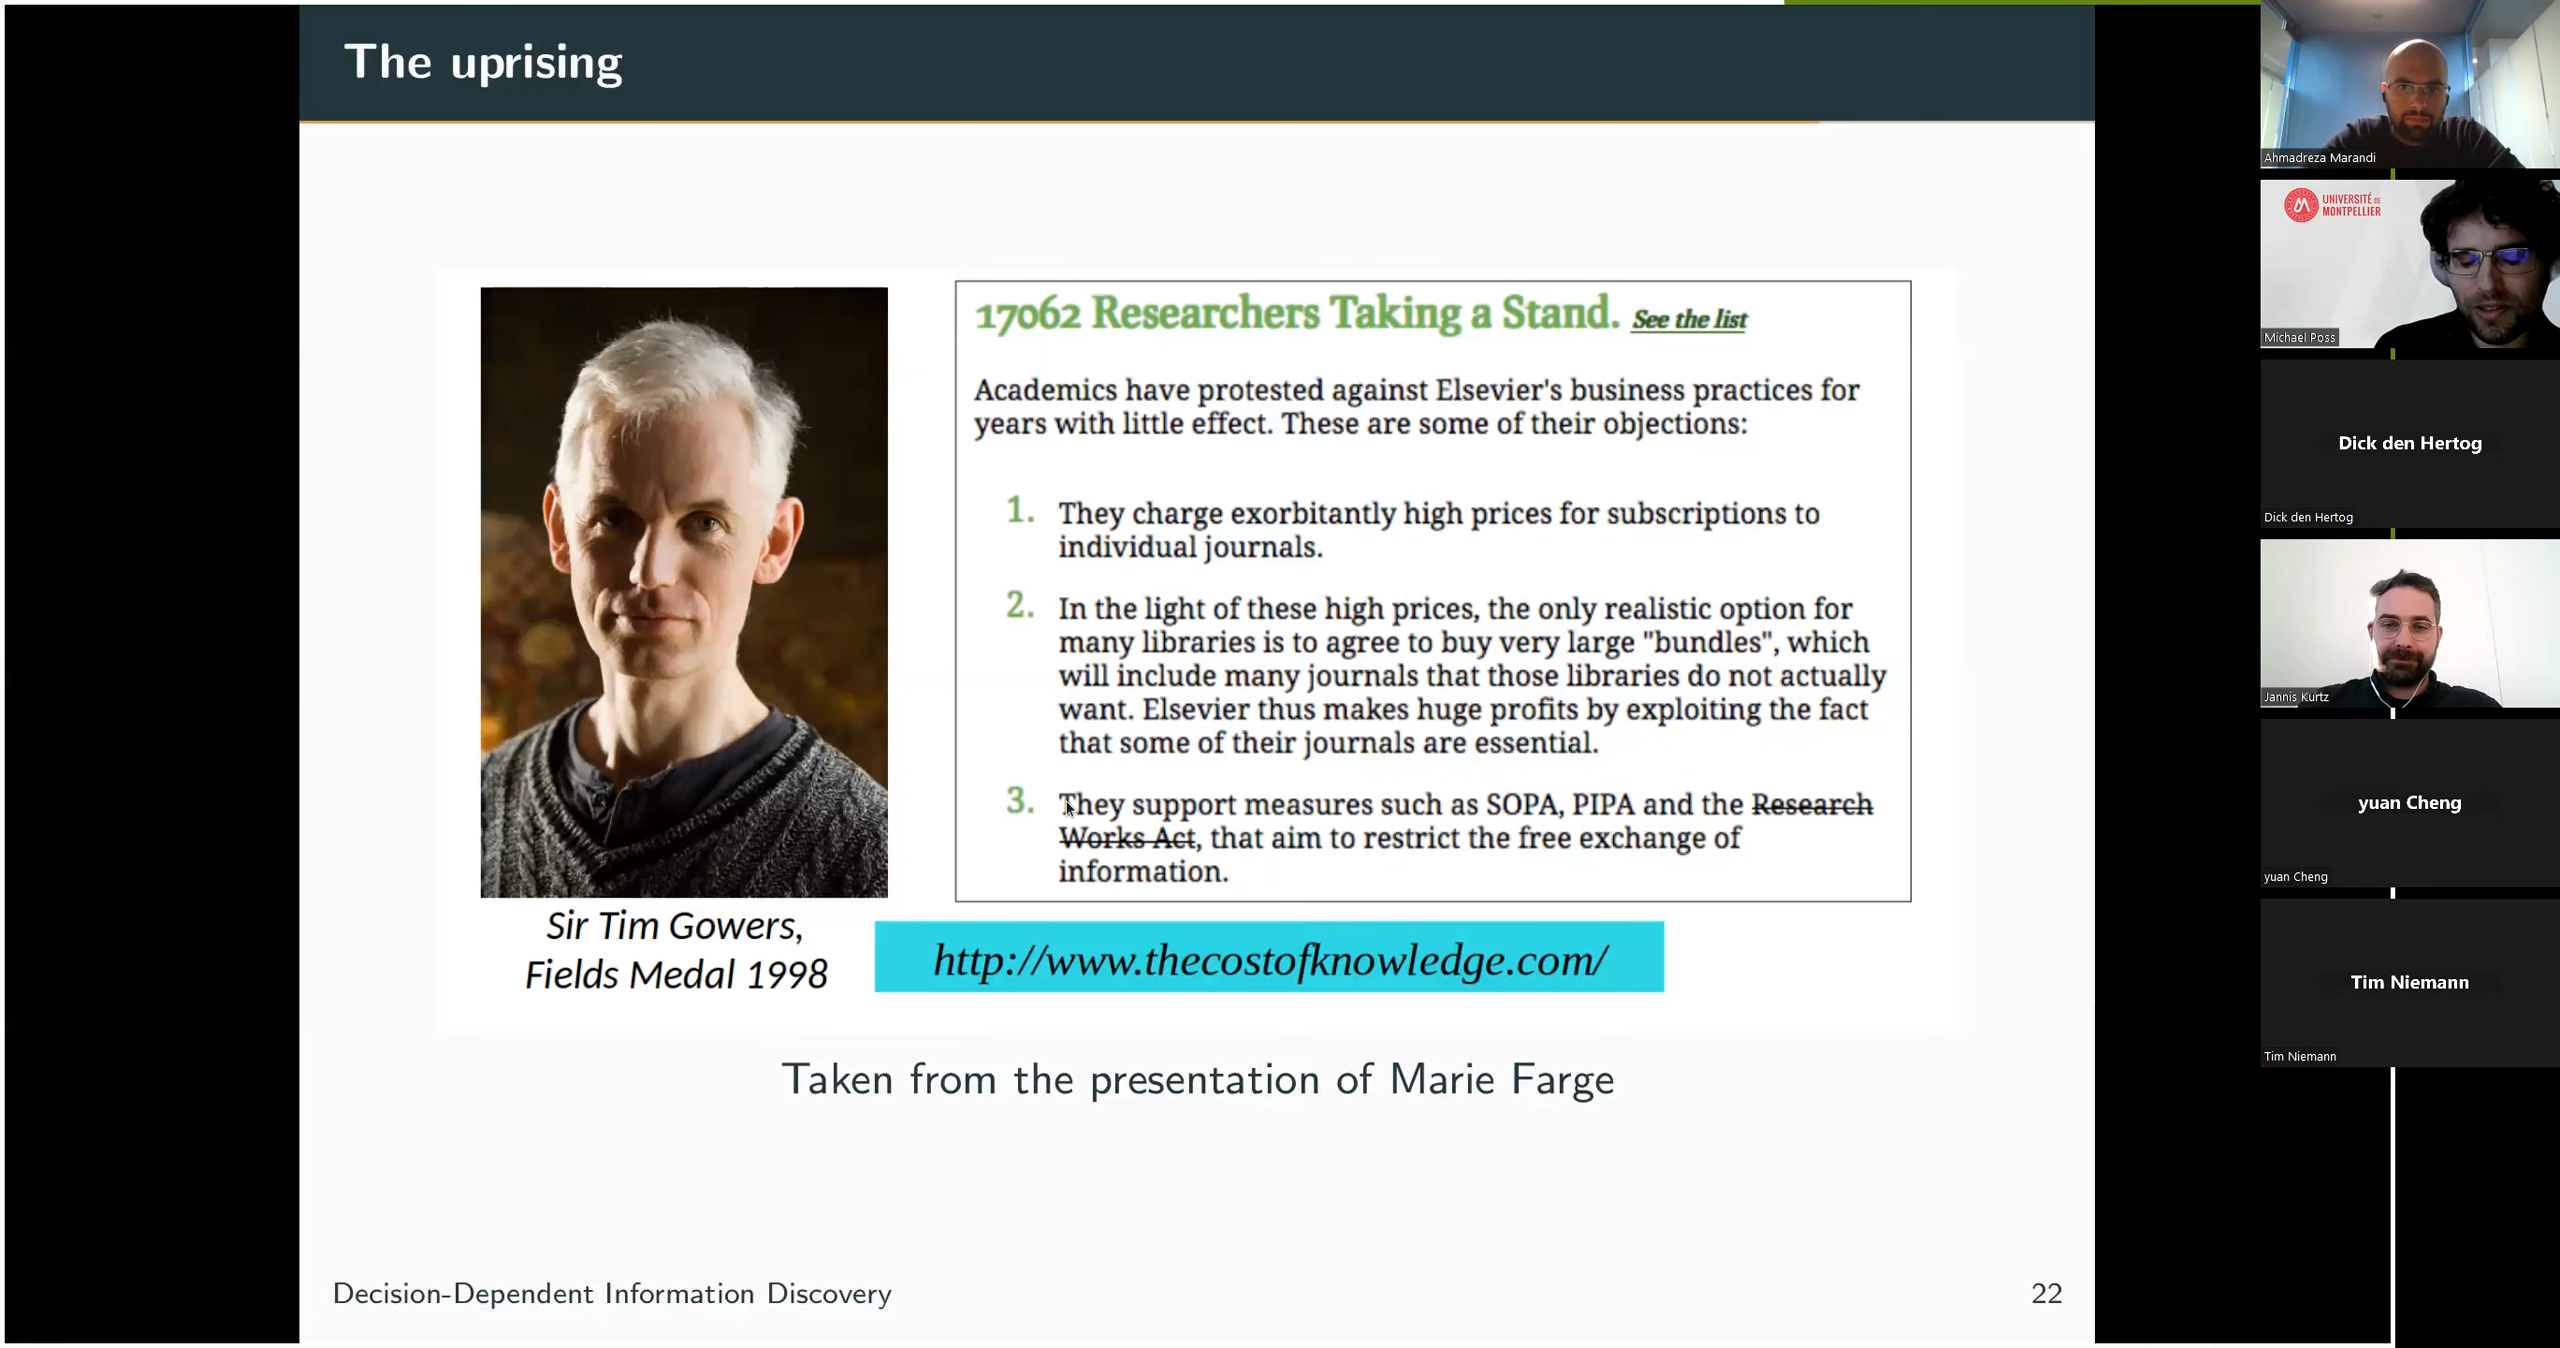 The uprising
17062 Researchers Taking a Stand. See the list
Academics have protested against Elsevier's business practices for
years with little effect. These are some of their objections:
1. They charge exorbitantly high prices for subscriptions to
individual journals.
2. In the light of these high prices, the only realistic option for
many libraries is to agree to buy very large "bundles", which
will include many journals that those libraries do not actually
want. Elsevier thus makes huge profits by exploiting the fact
that some of their journals are essential.
3. They support measures such as SOPA, PIPA and the Research
Works Act, that aim to restrict the free exchange of
information.
Sir Tim Gowers,
Fields Medal 1998
http://www.thecostofknowledge.com/
Taken from the presentation of Marie Farge
Decision-Dependent Information Discovery
22
Ahmadreza Marandi
UNIVERSITÉ DE
MONTPELLIER
Michael Poss
Dick den Hertog
Dick den Hertog
Jannis Kurtz
yuan Cheng
yuan Cheng
Tim Niemann
Tim Niemann